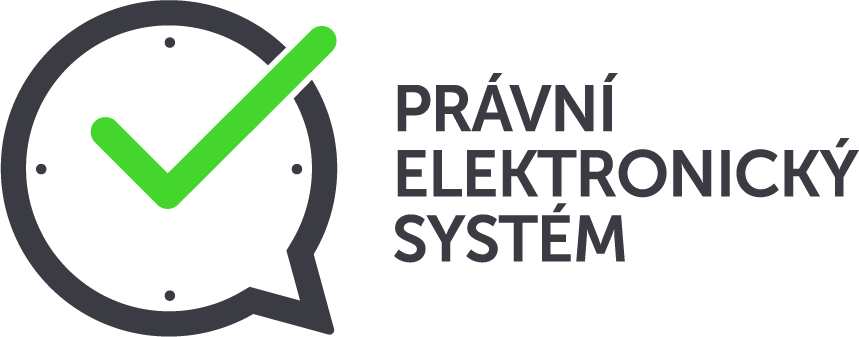 PRÁVNÍ
ELEKTRONICKÝ
SYSTÉM